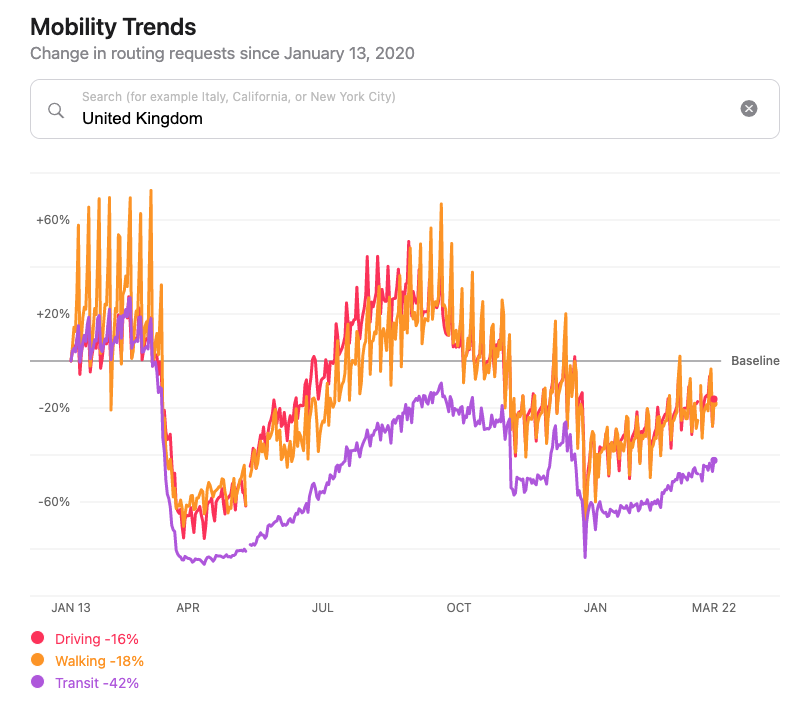 Mobility Trends
Change in routing requests since January 13, 2020
Search (for example Italy, California, or New York City)
United Kingdom
+60%
+20%
Baseline
-20%
-60%
JAN 13 APR JUL OCT JAN MAR 22
Driving -16%
Walking -18%
Transit -42%